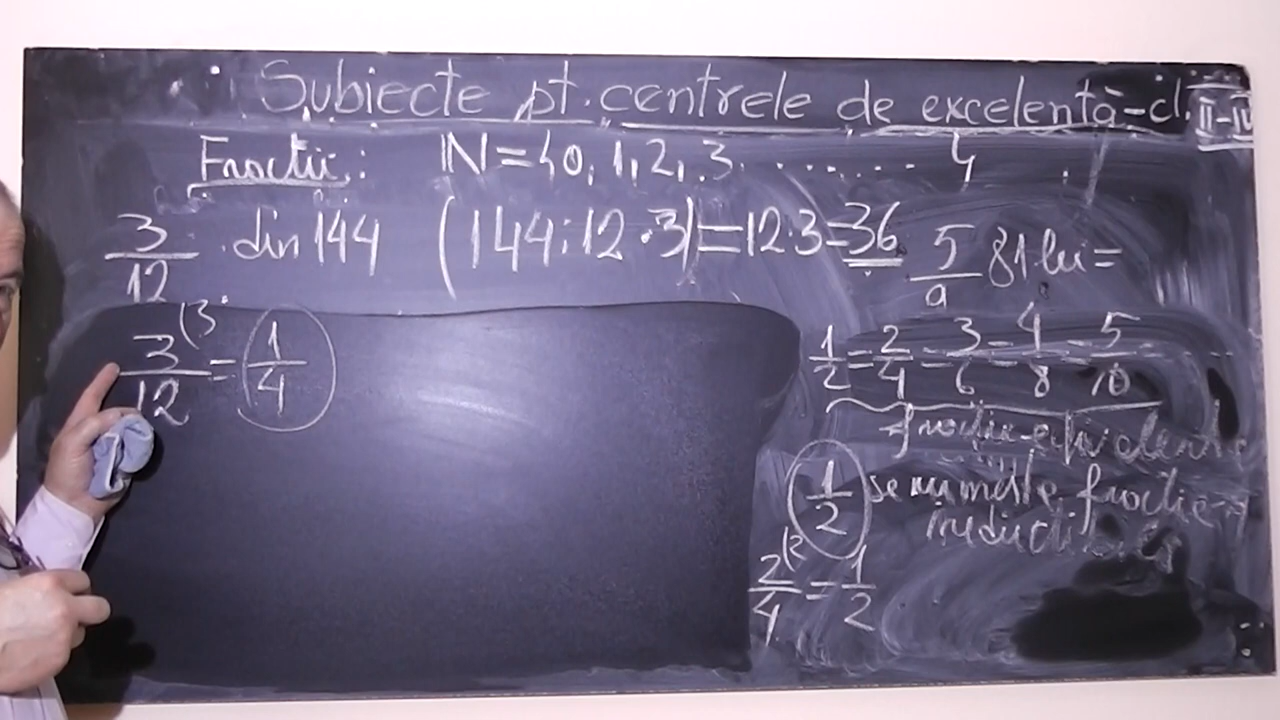 Subiecte pt. centrele de excelență-cl. II-IV
Fracții: N={0, 1, 2, 3 ........ }
3/12 din 144 (144:12·3)=12·3=36
5/9 81 lei =
3/12 (3 = 1/4
1/2 = 2/4 = 3/6 = 4/8 = 5/10
fracții echivalente
1/2 se numește fracție
ireductibilă
2/4 (2 = 1/2